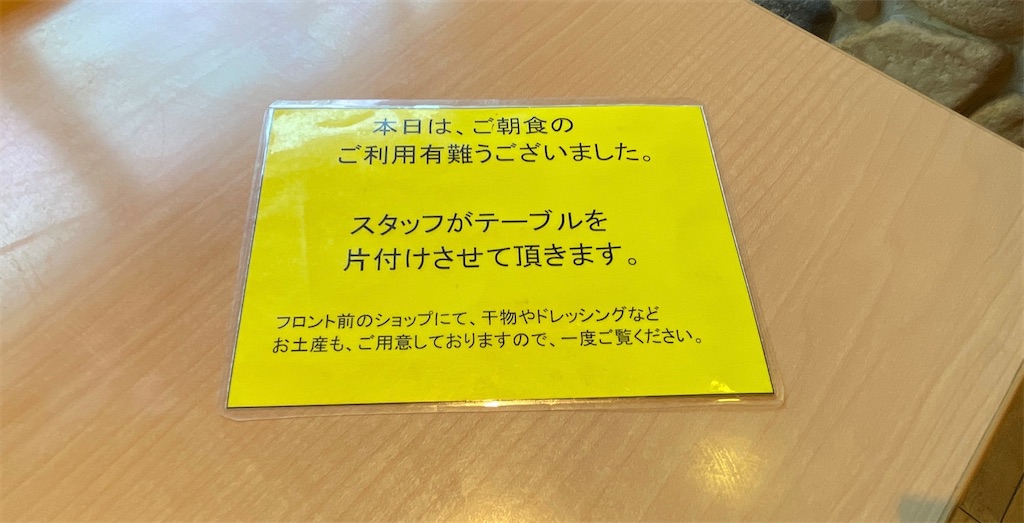 本日は、ご朝食の
ご利用有難うございました。
スタッフがテーブルを
片付けさせて頂きます。
フロント前のショップにて、干物やドレッシングなど
お土産も、ご用意しておりますので、一度ご覧ください。